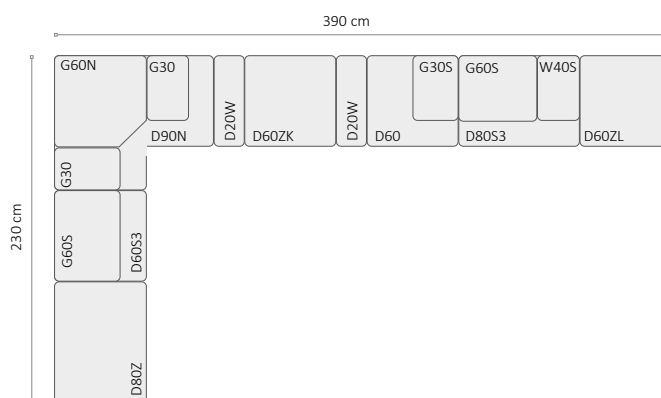 390 cm
G60N
G30
G30S
G60S
W40S
D90N
D20W
D60ZK
D20W
D60
D80S3
D60ZL
G30
230 cm
G60S
D60S3
D80Z